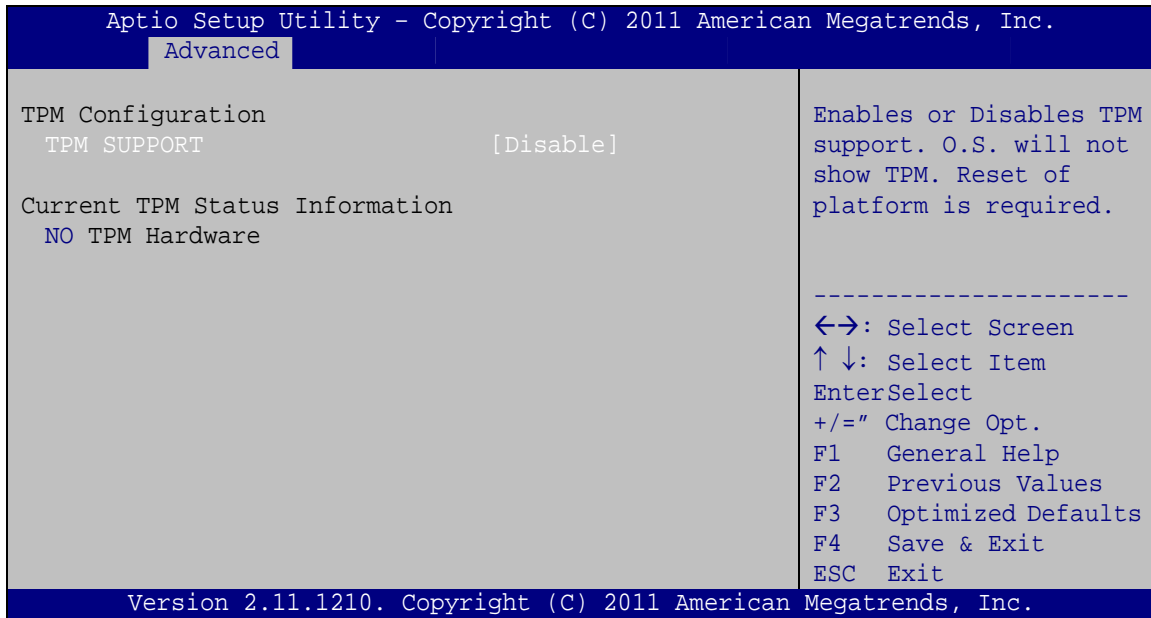 Aptio Setup Utility – Copyright (C) 2011 American Megatrends, Inc.
Advanced
TPM Configuration
TPM SUPPORT [Disable]
Current TPM Status Information
NO TPM Hardware
Enables or Disables TPM
support. O.S. will not
show TPM. Reset of
platform is required.
----------------------
←→: Select Screen
↑ ↓: Select Item
EnterSelect
+/=" Change Opt.
F1 General Help
F2 Previous Values
F3 Optimized Defaults
F4 Save & Exit
ESC Exit
Version 2.11.1210. Copyright (C) 2011 American Megatrends, Inc.